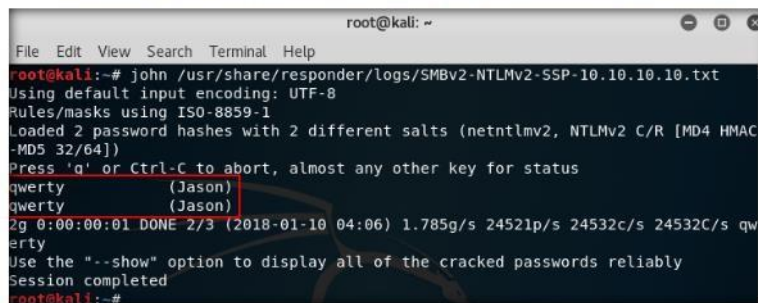 root@kali: ~
File Edit View Search Terminal Help
root@kali:~# john /usr/share/responder/logs/SMBv2-NTLMv2-SSP-10.10.10.10.txt
Using default input encoding: UTF-8
Rules/masks using ISO-8859-1
Loaded 2 password hashes with 2 different salts (netntlmv2, NTLMv2 C/R [MD4 HMAC
-MD5 32/64])
Press 'q' or Ctrl-C to abort, almost any other key for status
qwerty (Jason)
qwerty (Jason)
2g 0:00:00:01 DONE 2/3 (2018-01-10 04:06) 1.785g/s 24521p/s 24532c/s 24532C/s qw
erty
Use the "--show" option to display all of the cracked passwords reliably
Session completed
root@kali:~#